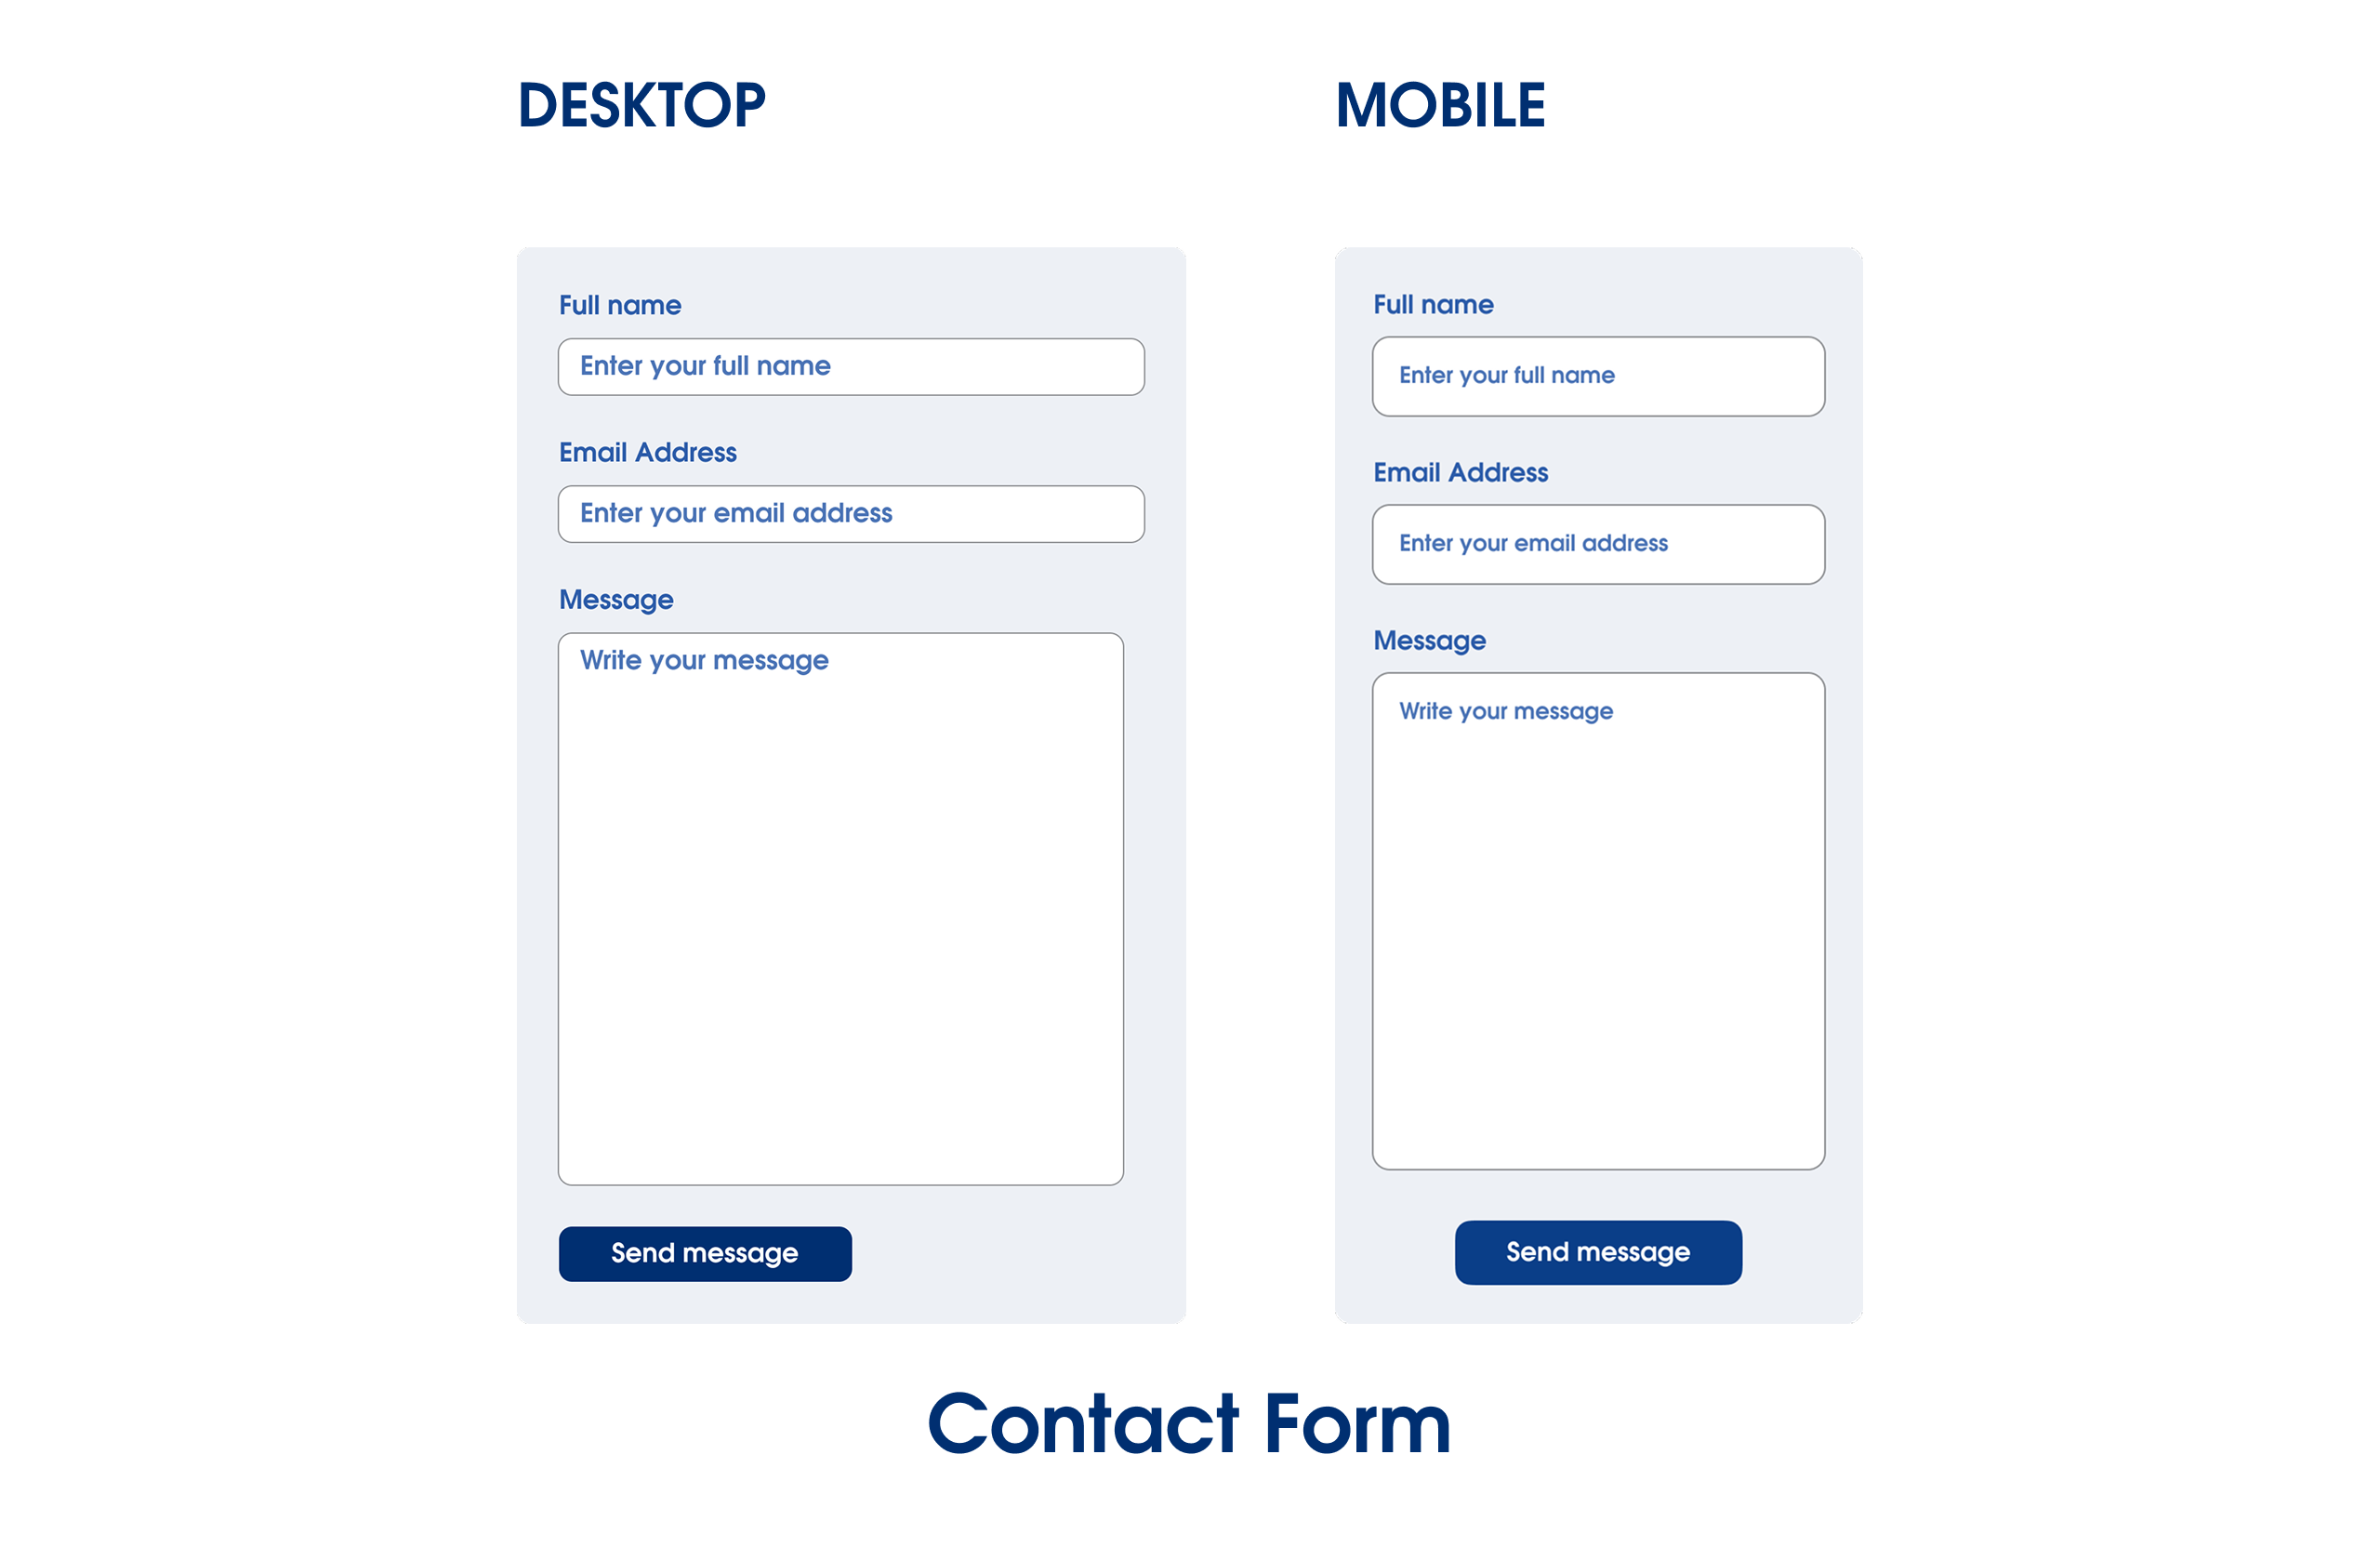 DESKTOP
Full name
Enter your full name
Email Address
Enter your email address
Message
Write your message
Send message
MOBILE
Full name
Enter your full name
Email Address
Enter your email address
Message
Write your message
Send message
Contact Form